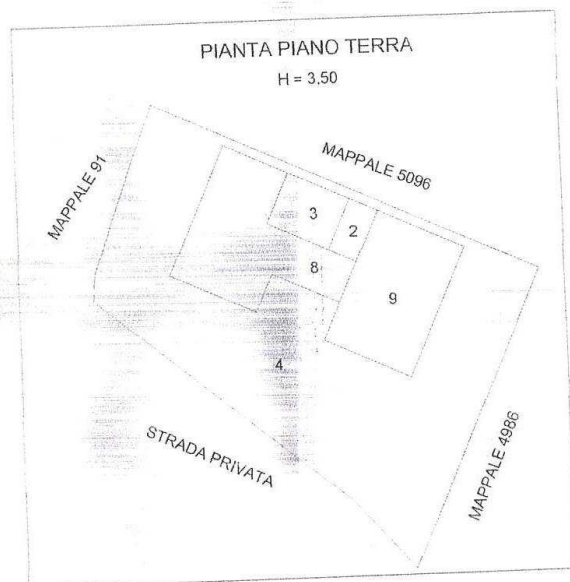 PIANTA PIANO TERRA
H = 3.50
MAPPALE 91
MAPPALE 5096
3
2
8
9
4
STRADA PRIVATA
MAPPALE 4986